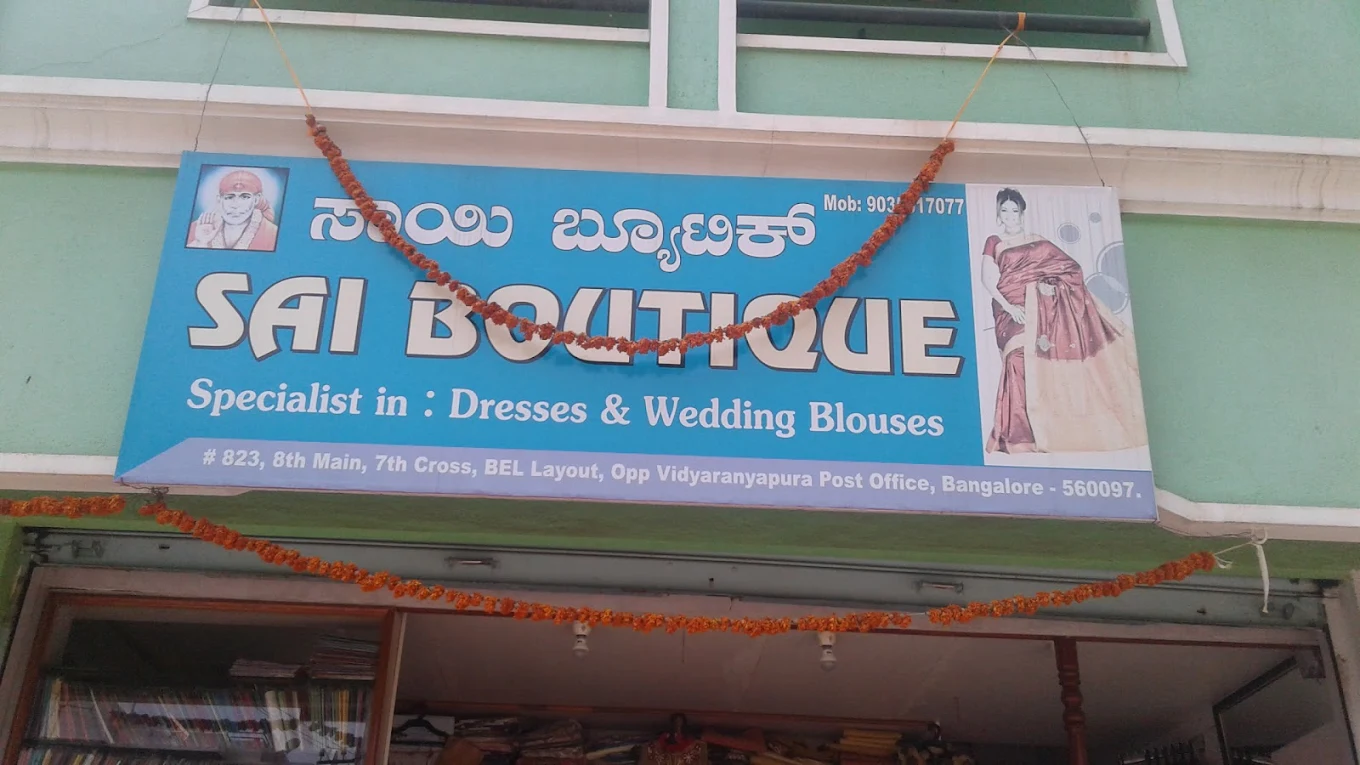 ಸಾಯಿ ಬ್ಯೂಟಿಕ್
Mob:
SAI BOUTIQUE
Specialist in : Dresses & Wedding Blouses
# 823, 8th Main, 7th Cross, BEL Layout, Opp Vidyaranyapura Post Office, Bangalore - 560097.